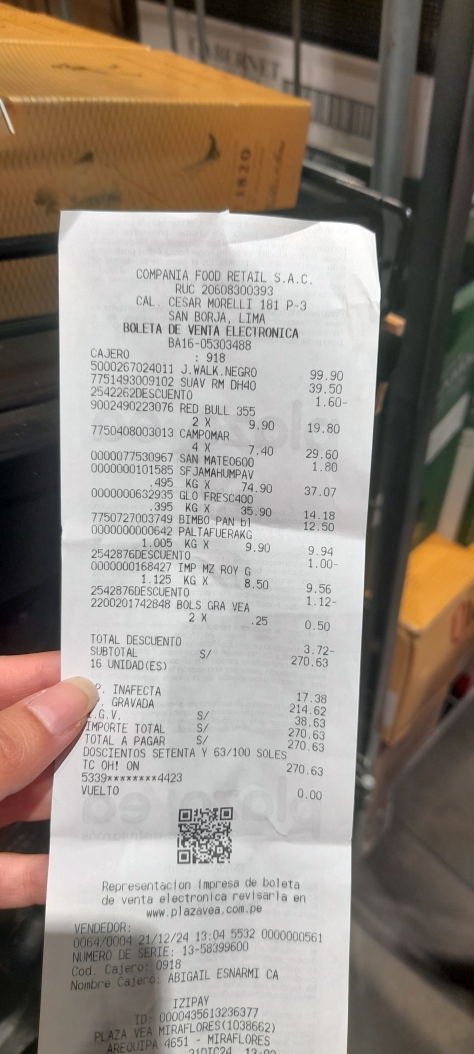 CABERNET
1820
COMPANIA FOOD RETAIL S.A.C.
RUC 20608300393
CAL. CESAR MORELLI 181 P-3
SAN BORJA, LIMA
BOLETA DE VENTA ELECTRONICA
BA16-05303488
CAJERO : 918
5000267024011 J.WALK.NEGRO 99.90
7751493009102 SUAV RM DH40 39.50
2542262DESCUENTO 1.60-
9002490223076 RED BULL 355
2 X 9.90 19.80
7750408003013 CAMPOMAR
4 X 7.40 29.60
0000077530967 SAN MATEO600 1.80
0000000101585 SFJAMAHUMPAV
.495 KG X 74.90 37.07
0000000632935 GLO FRESC400
.395 KG X 35.90 14.18
7750727003749 BIMBO PAN bl 12.50
0000000000642 PALTAFUERAKG
1.005 KG X 9.90 9.94
2542876DESCUENTO 1.00-
0000000168427 IMP MZ ROY G
1.125 KG X 8.50 9.56
2542876DESCUENTO 1.12-
2200201742848 BOLS GRA VEA
2 X .25 0.50
TOTAL DESCUENTO 3.72-
SUBTOTAL S/ 270.63
16 UNIDAD(ES)
P. INAFECTA 17.38
. GRAVADA 214.62
I.G.V. S/ 38.63
IMPORTE TOTAL S/ 270.63
TOTAL A PAGAR S/ 270.63
DOSCIENTOS SETENTA Y 63/100 SOLES
TC OH! ON 270.63
5339********4423
VUELTO 0.00
Representacion impresa de boleta
de venta electronica revisarla en
www.plazavea.com.pe
VENDEDOR:
0064/0004 21/12/24 13:04 5532 0000000561
NUMERO DE SERIE: 13-58399600
Cod. Cajero: 0918
Nombre Cajero: ABIGAIL ESNARMI CA
IZIPAY
ID: 0000435613236377
PLAZA VEA MIRAFLORES(1038662)
AREQUIPA 4651 - MIRAFLORES